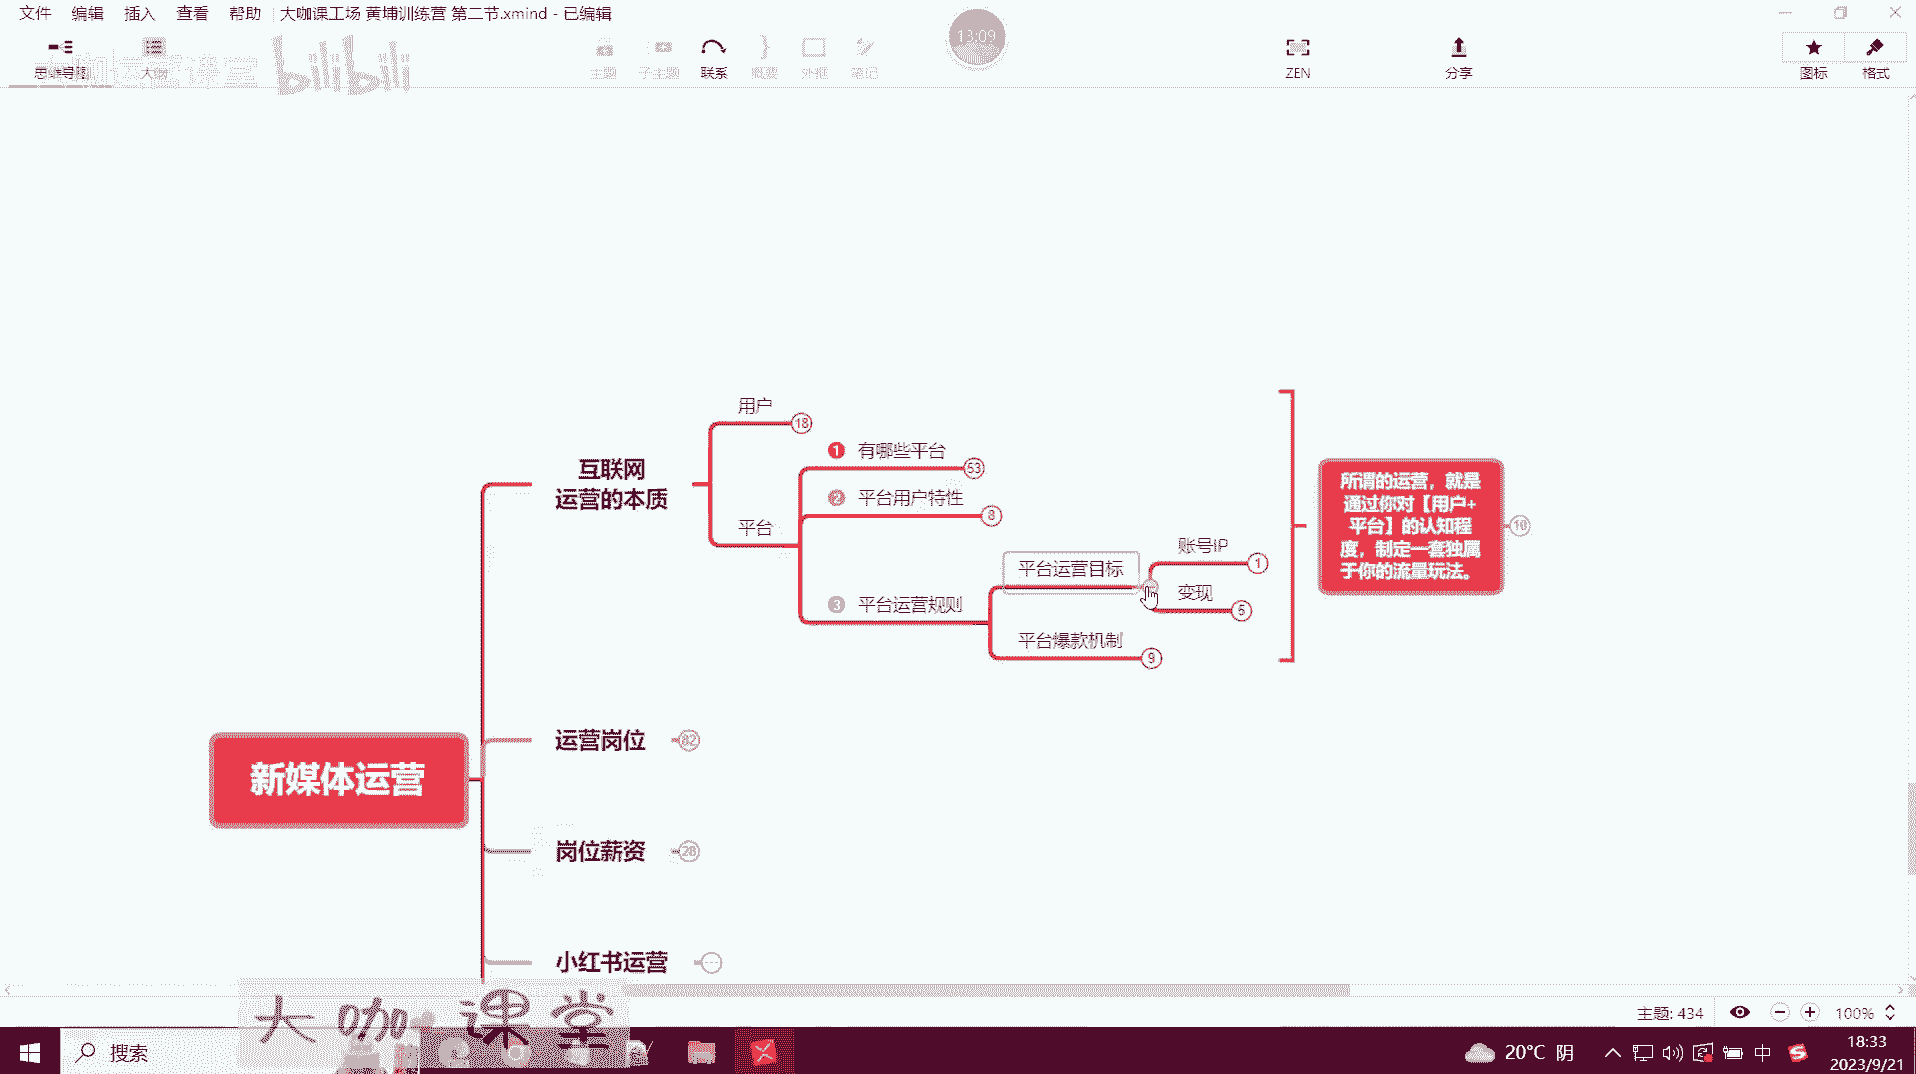 文件 编辑 插入 查看 帮助 大咖课工场 黄埔训练营 第二节.xmind - 已编辑
13:09
bilibili
思维导图 大纲 主题 子主题 联系 概要 外框 笔记 ZEN 分享 图标 格式
用户 18
1 有哪些平台 53
互联网
运营的本质
2 平台用户特性 8
平台
账号IP 1
平台运营目标
变现 5
3 平台运营规则
平台爆款机制 9
所谓的运营，就是
通过你对【用户+
平台】的认知程
度，制定一套独属
于你的流量玩法。
10
运营岗位 82
新媒体运营
岗位薪资 28
小红书运营
大咖课堂
主题: 434 100%
搜索
20°C 阴
中
18:33
2023/9/21